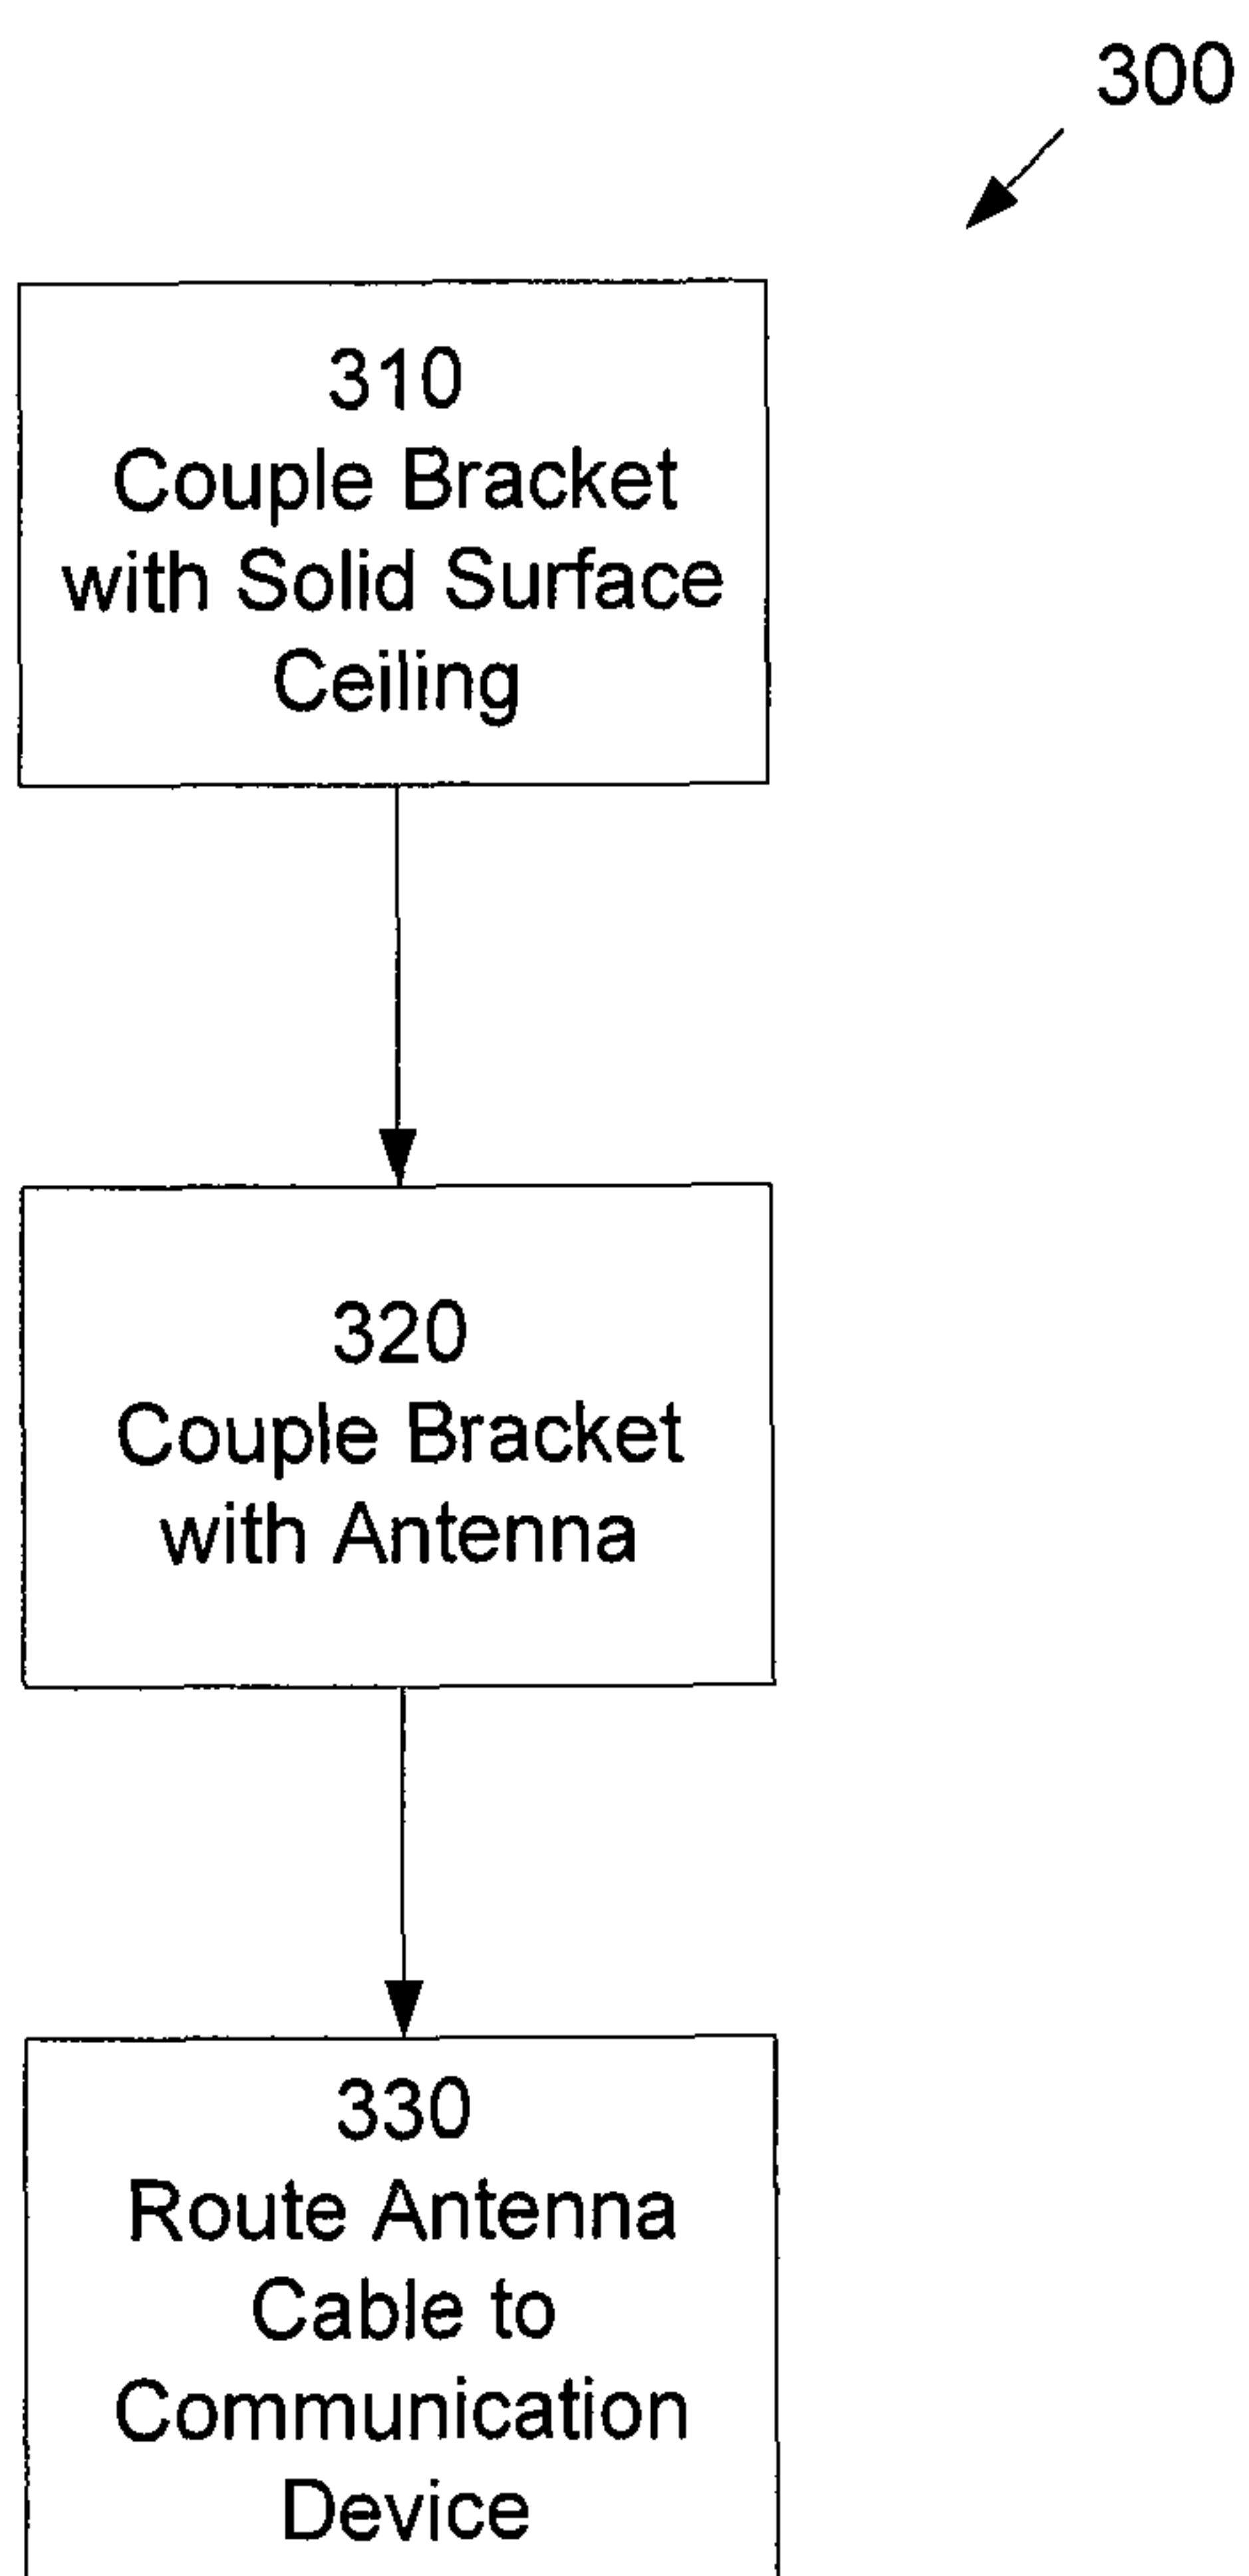 300
310
Couple Bracket
with Solid Surface
Ceiling
320
Couple Bracket
with Antenna
330
Route Antenna
Cable to
Communication
Device